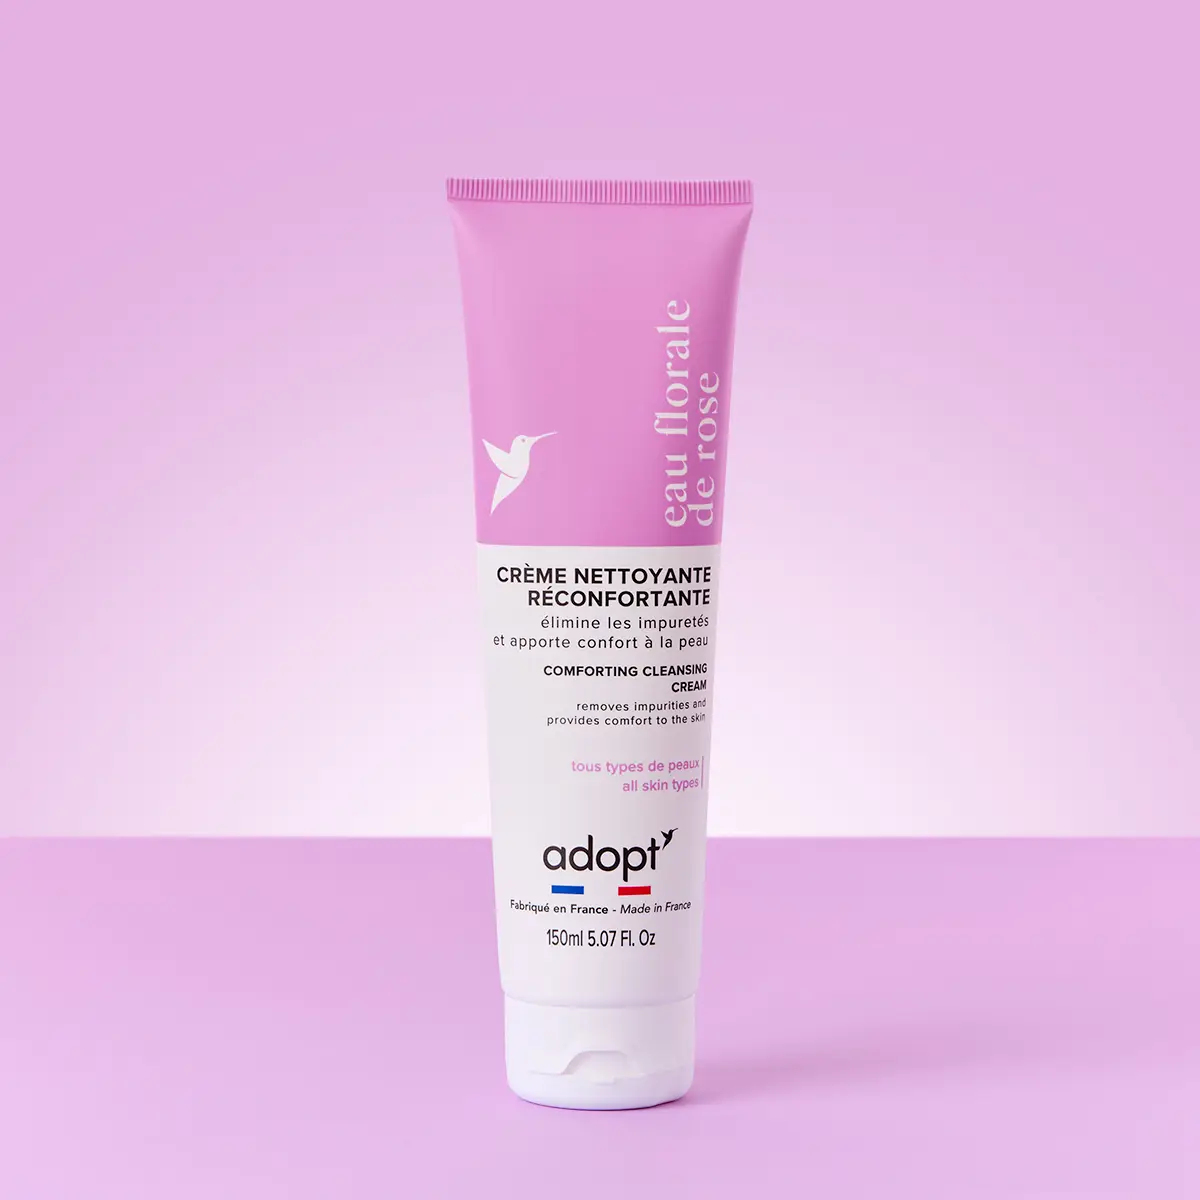 eau florale
de rose
CRÈME NETTOYANTE
RÉCONFORTANTE
élimine les impuretés
et apporte confort à la peau
COMFORTING CLEANSING
CREAM
removes impurities and
provides comfort to the skin
tous types de peaux
all skin types
adopt
Fabriqué en France - Made in France
150ml 5.07 Fl. Oz